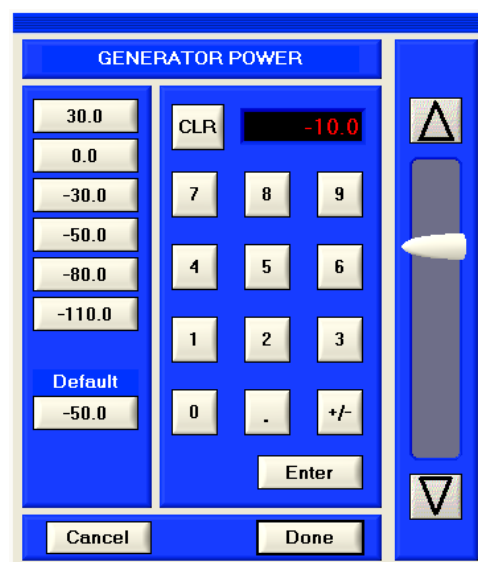 GENERATOR POWER
30.0
0.0
-30.0
-50.0
-80.0
-110.0
Default
-50.0
CLR
-10.0
7 8 9
4 5 6
1 2 3
0 . +/-
Enter
Cancel
Done